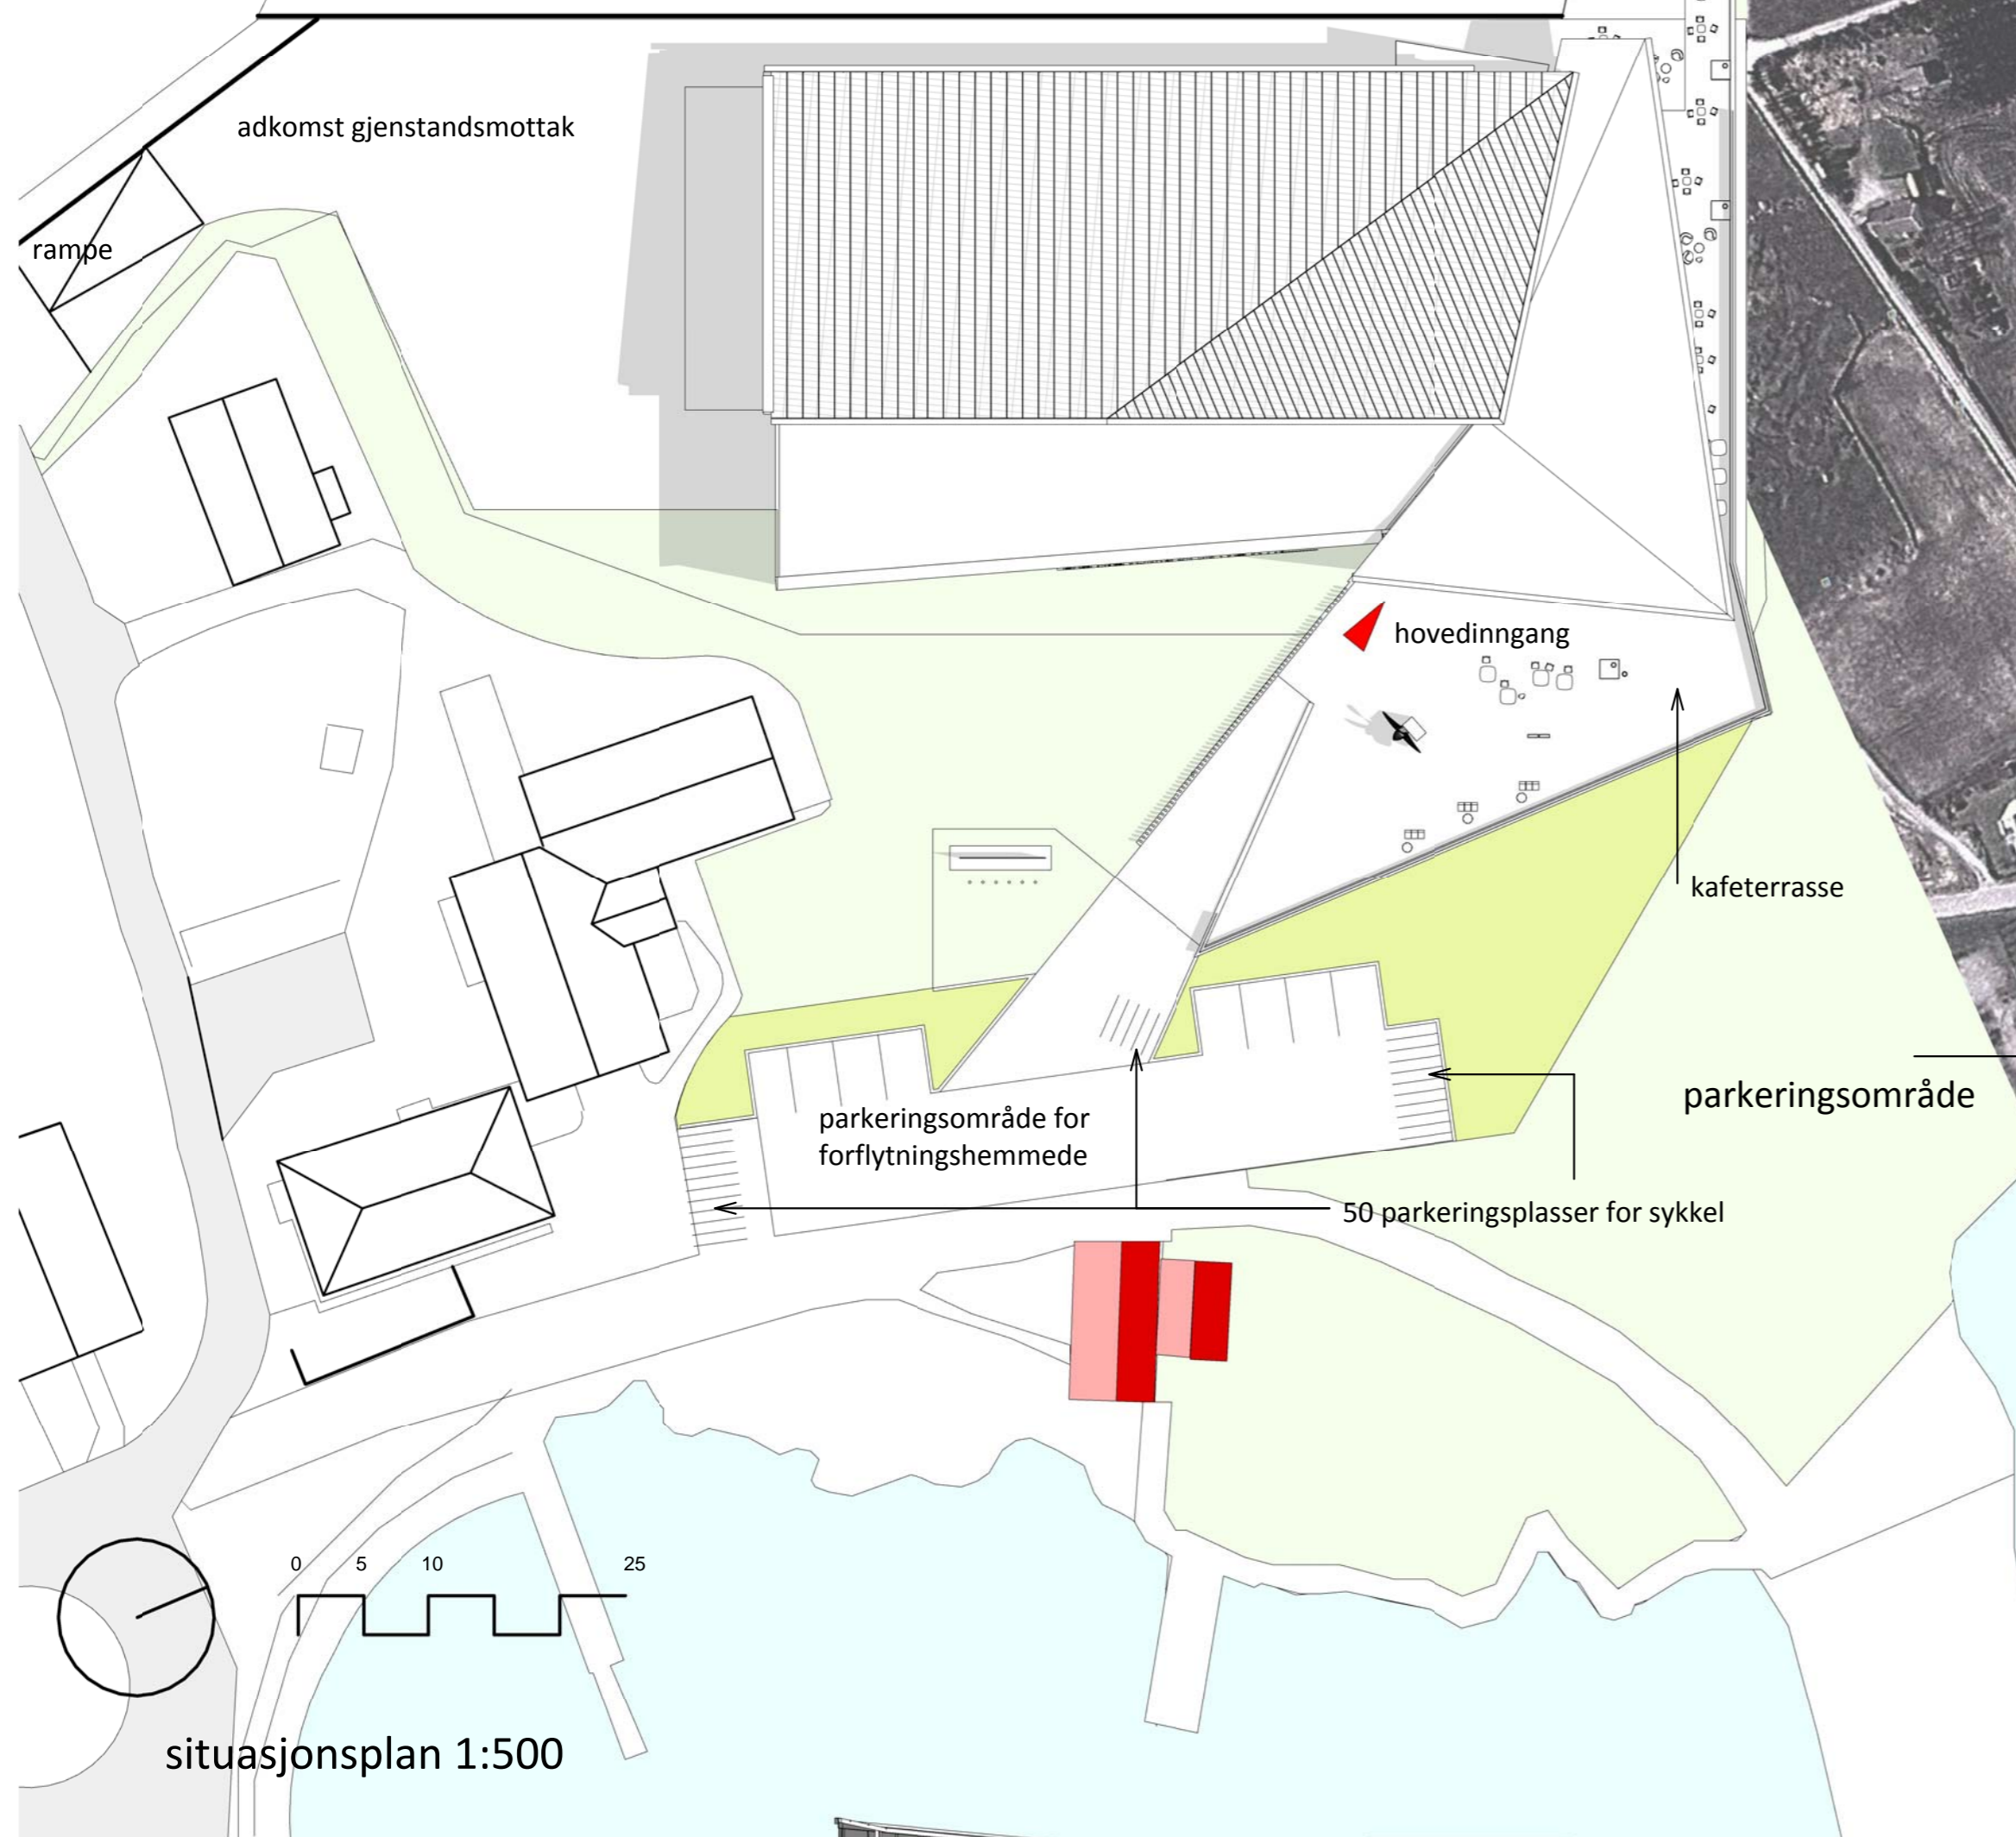 adkomst gjenstandsmottak
rampe
hovedinngang
kafeterrasse
parkeringsområde
parkeringsområde for
forflytningshemmede
50 parkeringsplasser for sykkel
0 5 10 25
situasjonsplan 1:500